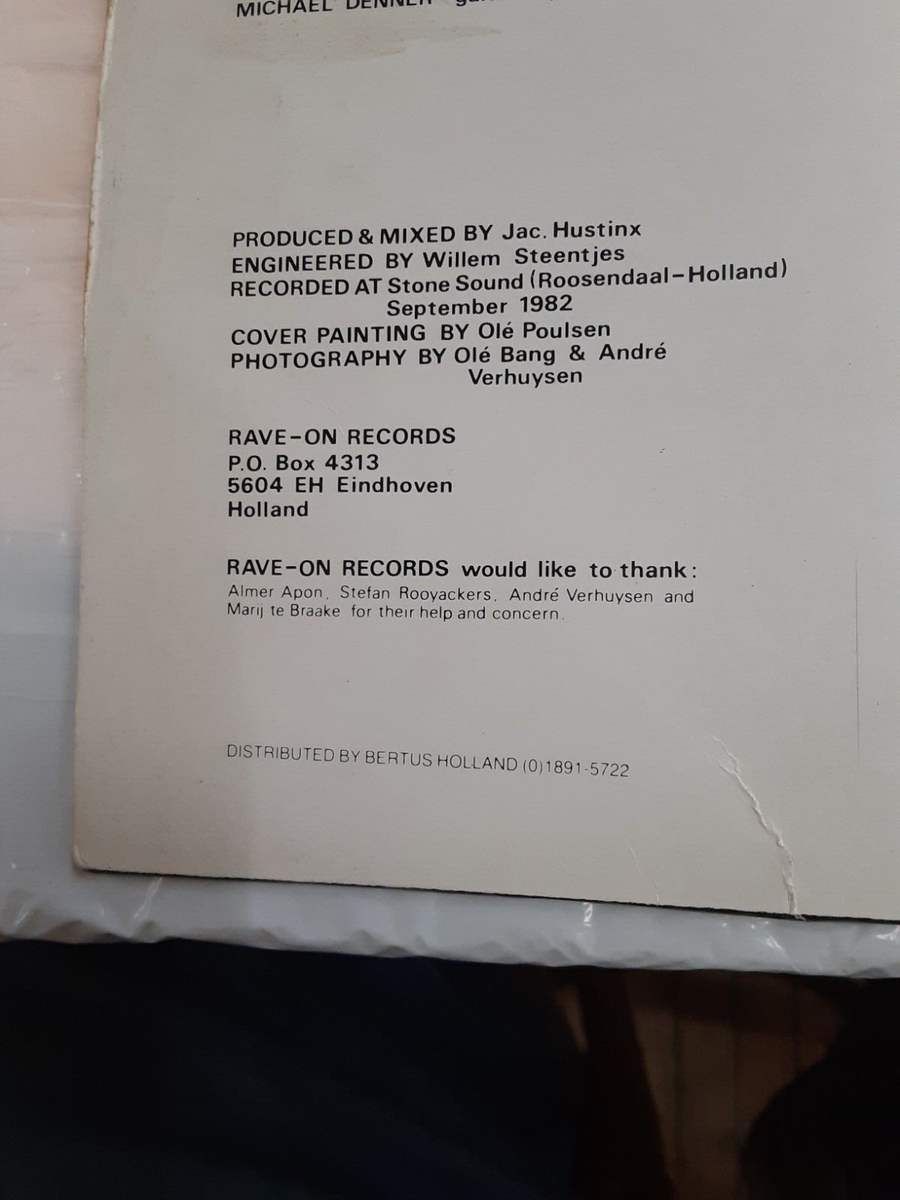 MICHAEL DENNER
PRODUCED & MIXED BY Jac. Hustinx
ENGINEERED BY Willem Steentjes
RECORDED AT Stone Sound (Roosendaal-Holland)
September 1982
COVER PAINTING BY Olé Poulsen
PHOTOGRAPHY BY Olé Bang & André
Verhuysen
RAVE-ON RECORDS
P.O. Box 4313
5604 EH Eindhoven
Holland
RAVE-ON RECORDS would like to thank:
Almer Apon, Stefan Rooyackers, André Verhuysen and
Marij te Braake for their help and concern.
DISTRIBUTED BY BERTUS HOLLAND (0)1891-5722